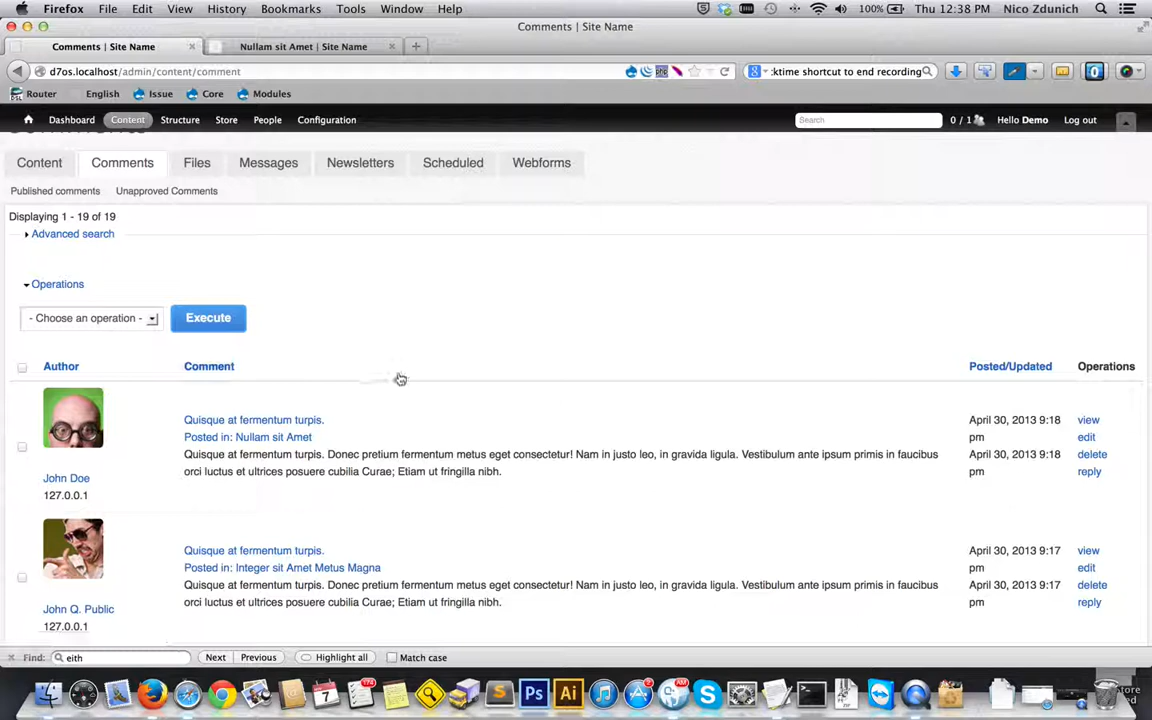 Firefox File Edit View History Bookmarks Tools Window Help 100% Thu 12:38 PM Nico Zdunich
Comments | Site Name
Comments | Site Name Nullam sit Amet | Site Name
d7os.localhost/admin/content/comment :ktime shortcut to end recording
Router English Issue Core Modules
Dashboard Content Structure Store People Configuration Search 0 / 1 Hello Demo Log out
Content Comments Files Messages Newsletters Scheduled Webforms
Published comments Unapproved Comments
Displaying 1 - 19 of 19
Advanced search
Operations
- Choose an operation - Execute
Author Comment Posted/Updated Operations
Quisque at fermentum turpis. April 30, 2013 9:18 view
Posted in: Nullam sit Amet pm edit
Quisque at fermentum turpis. Donec pretium fermentum metus eget consectetur! Nam in justo leo, in gravida ligula. Vestibulum ante ipsum primis in faucibus April 30, 2013 9:18 delete
orci luctus et ultrices posuere cubilia Curae; Etiam ut fringilla nibh. pm reply
John Doe
127.0.0.1
Quisque at fermentum turpis. April 30, 2013 9:17 view
Posted in: Integer sit Amet Metus Magna pm edit
Quisque at fermentum turpis. Donec pretium fermentum metus eget consectetur! Nam in justo leo, in gravida ligula. Vestibulum ante ipsum primis in faucibus April 30, 2013 9:17 delete
orci luctus et ultrices posuere cubilia Curae; Etiam ut fringilla nibh. pm reply
John Q. Public
127.0.0.1
Find: eith Next Previous Highlight all Match case
Ps Ai